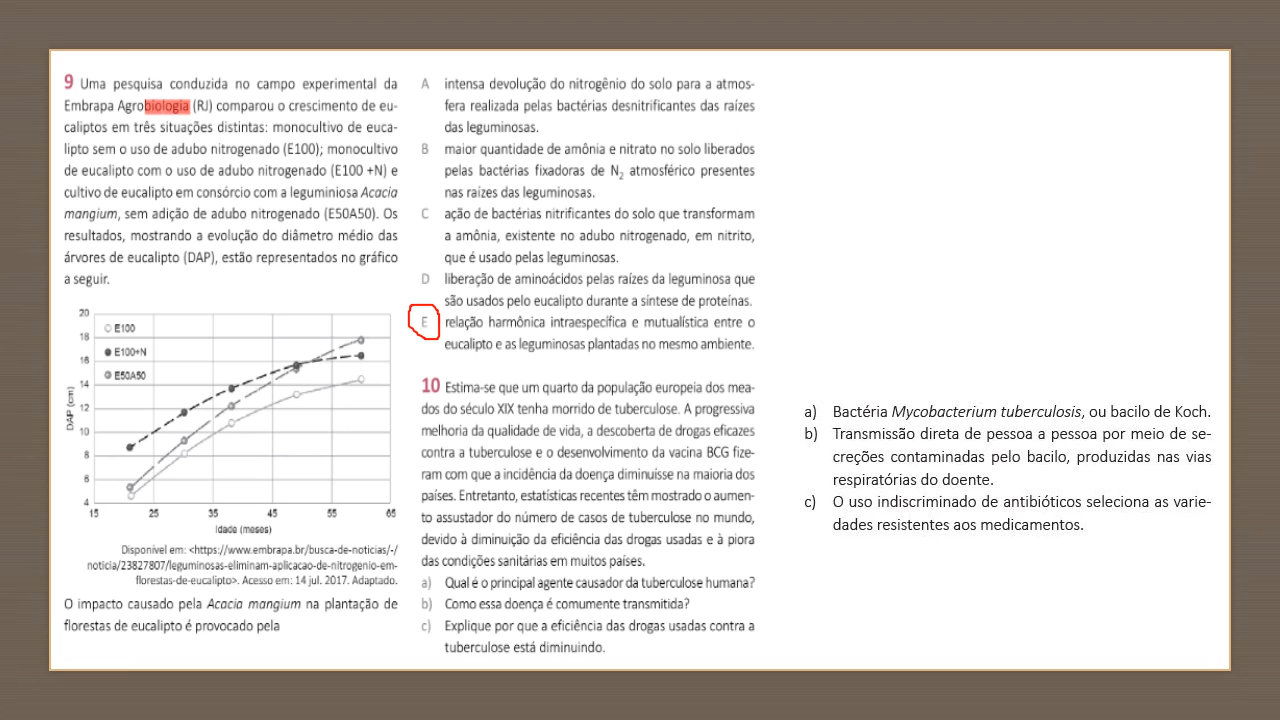 9 Uma pesquisa conduzida no campo experimental da
Embrapa Agrobiologia (RJ) comparou o crescimento de eu-
caliptos em três situações distintas: monocultivo de euca-
lipto sem o uso de adubo nitrogenado (E100); monocultivo
de eucalipto com o uso de adubo nitrogenado (E100 +N) e
cultivo de eucalipto em consórcio com a leguminiosa Acacia
mangium, sem adição de adubo nitrogenado (E50A50). Os
resultados, mostrando a evolução do diâmetro médio das
árvores de eucalipto (DAP), estão representados no gráfico
a seguir.
20
18
16
14
12
10
8
6
4
DAP (cm)
E100
E100+N
E50A50
15 25 35 45 55 65
Idade (meses)
Disponível em: <https://www.embrapa.br/busca-de-noticias/-/
noticia/23827807/leguminosas-eliminam-aplicacao-de-nitrogenio-em-
florestas-de-eucalipto>. Acesso em: 14 jul. 2017. Adaptado.
O impacto causado pela Acacia mangium na plantação de
florestas de eucalipto é provocado pela
A intensa devolução do nitrogênio do solo para a atmos-
fera realizada pelas bactérias desnitrificantes das raízes
das leguminosas.
B maior quantidade de amônia e nitrato no solo liberados
pelas bactérias fixadoras de N₂ atmosférico presentes
nas raízes das leguminosas.
C ação de bactérias nitrificantes do solo que transformam
a amônia, existente no adubo nitrogenado, em nitrito,
que é usado pelas leguminosas.
D liberação de aminoácidos pelas raízes da leguminosa que
são usados pelo eucalipto durante a síntese de proteínas.
E relação harmônica intraespecífica e mutualística entre o
eucalipto e as leguminosas plantadas no mesmo ambiente.
10 Estima-se que um quarto da população europeia dos mea-
dos do século XIX tenha morrido de tuberculose. A progressiva
melhoria da qualidade de vida, a descoberta de drogas eficazes
contra a tuberculose e o desenvolvimento da vacina BCG fize-
ram com que a incidência da doença diminuísse na maioria dos
países. Entretanto, estatísticas recentes têm mostrado o aumen-
to assustador do número de casos de tuberculose no mundo,
devido à diminuição da eficiência das drogas usadas e à piora
das condições sanitárias em muitos países.
a) Qual é o principal agente causador da tuberculose humana?
b) Como essa doença é comumente transmitida?
c) Explique por que a eficiência das drogas usadas contra a
tuberculose está diminuindo.
a) Bactéria Mycobacterium tuberculosis, ou bacilo de Koch.
b) Transmissão direta de pessoa a pessoa por meio de se-
creções contaminadas pelo bacilo, produzidas nas vias
respiratórias do doente.
c) O uso indiscriminado de antibióticos seleciona as varie-
dades resistentes aos medicamentos.